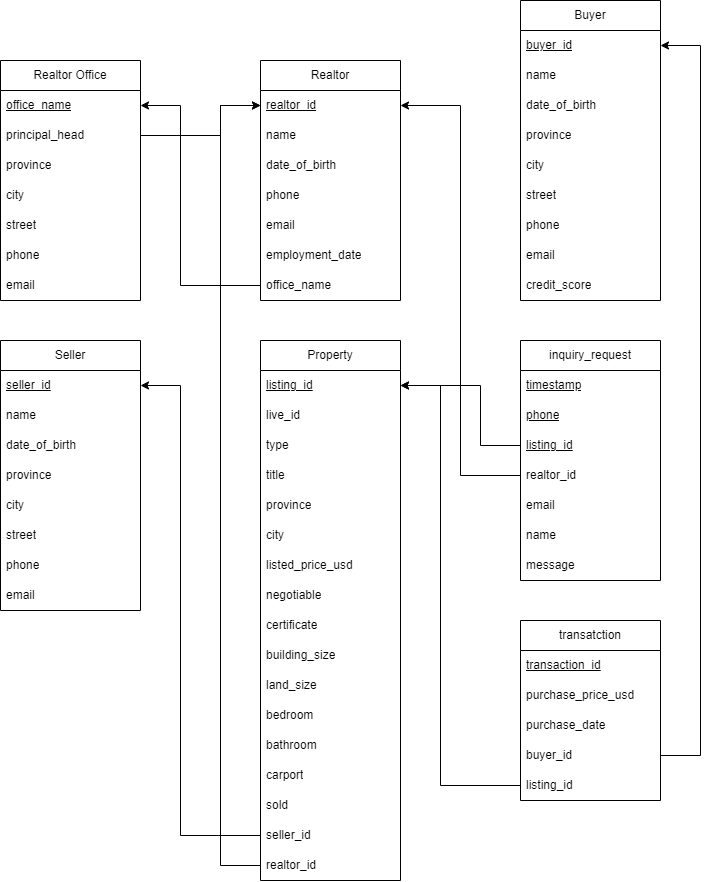 Realtor Office
office_name
principal_head
province
city
street
phone
email
Realtor
realtor_id
name
date_of_birth
phone
email
employment_date
office_name
Buyer
buyer_id
name
date_of_birth
province
city
street
phone
email
credit_score
Seller
seller_id
name
date_of_birth
province
city
street
phone
email
Property
listing_id
live_id
type
title
province
city
listed_price_usd
negotiable
certificate
building_size
land_size
bedroom
bathroom
carport
sold
seller_id
realtor_id
inquiry_request
timestamp
phone
listing_id
realtor_id
email
name
message
transatction
transaction_id
purchase_price_usd
purchase_date
buyer_id
listing_id